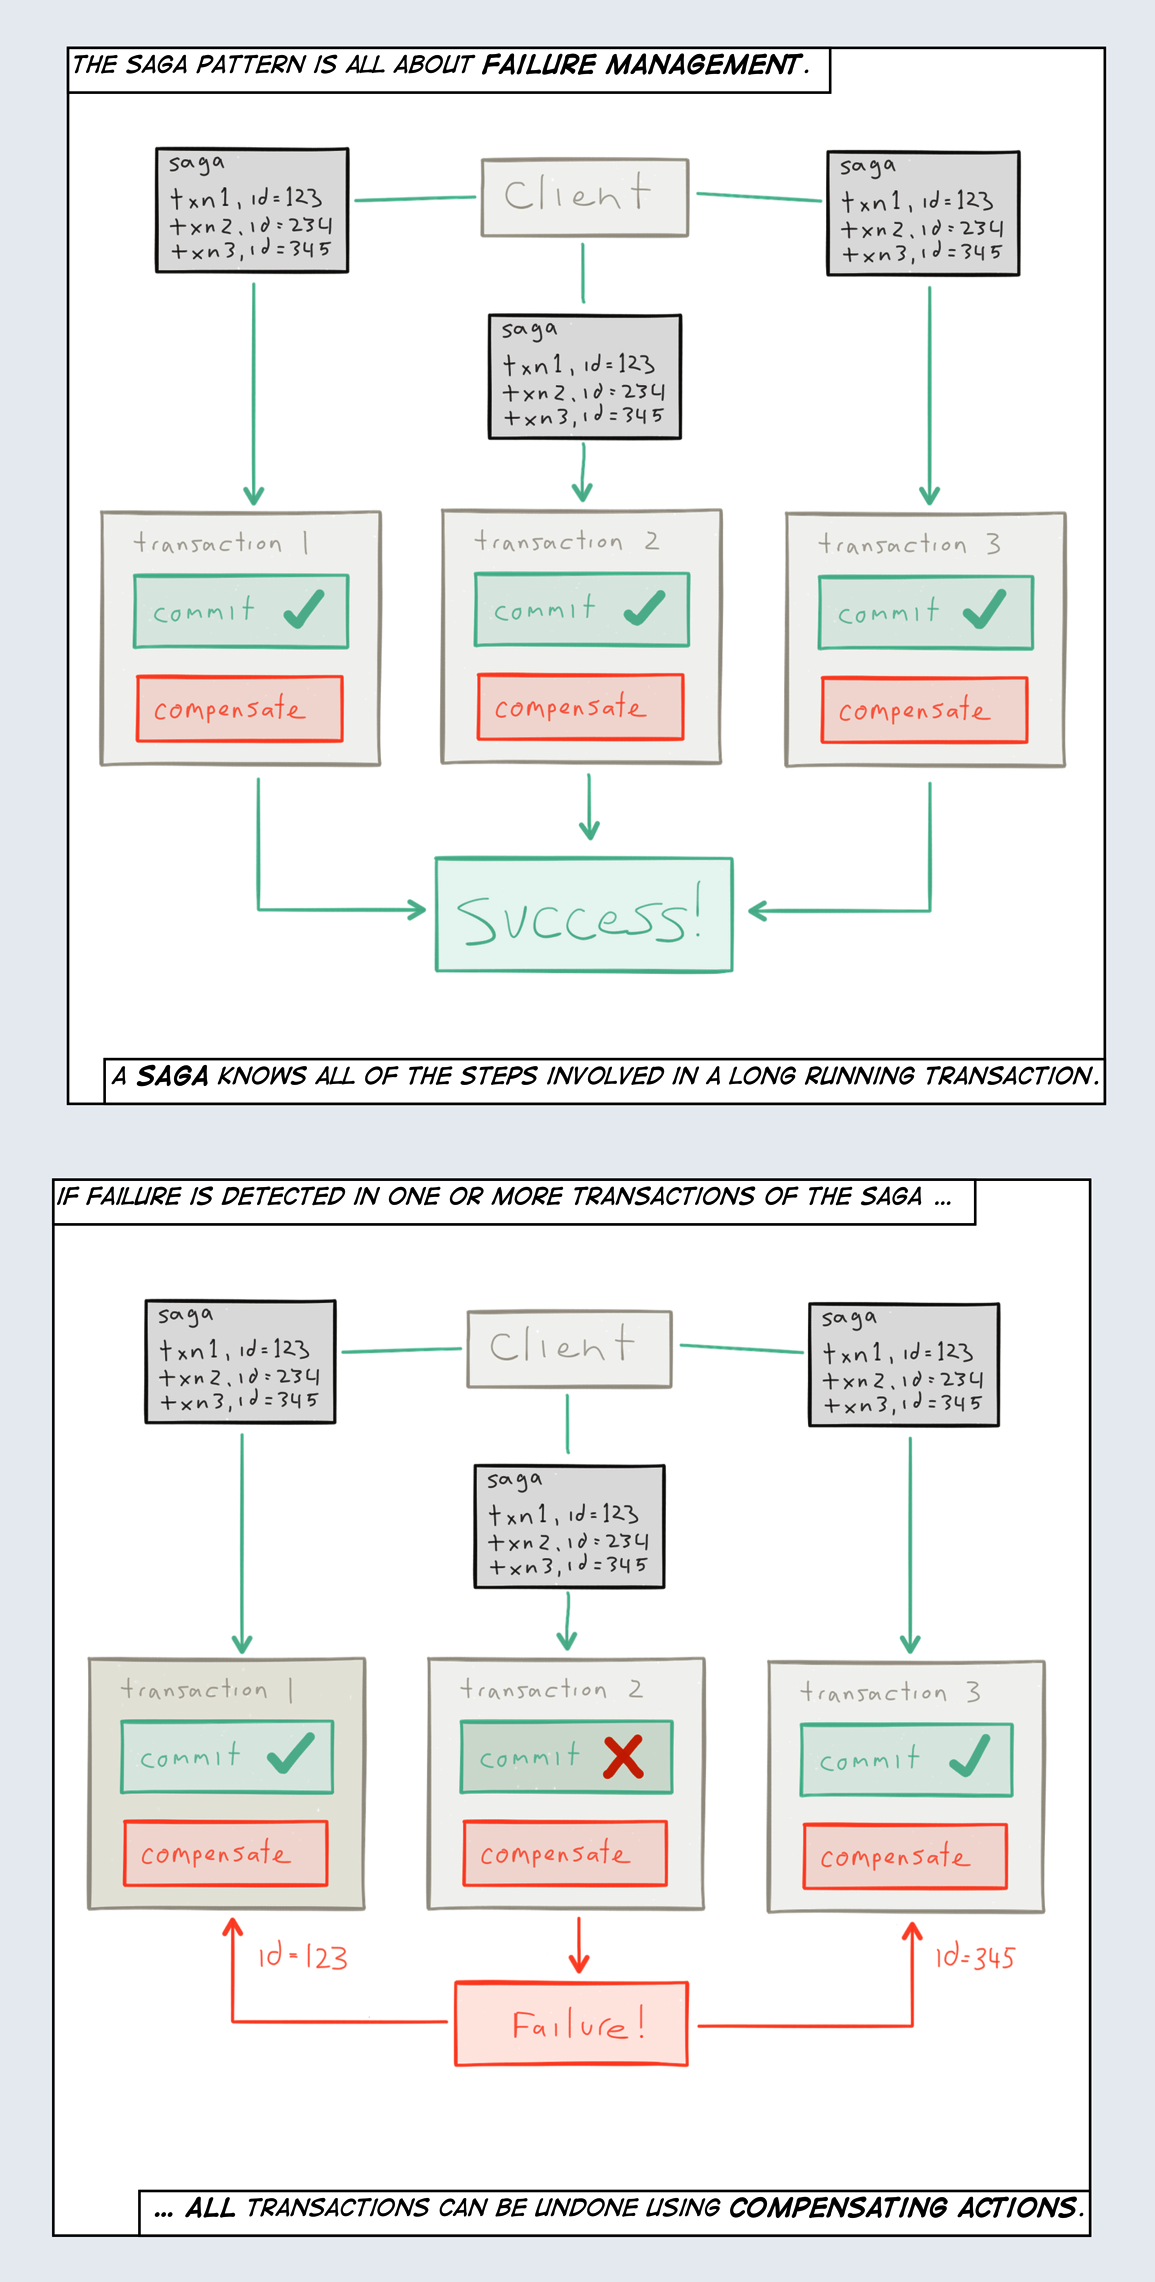 THE SAGA PATTERN IS ALL ABOUT FAILURE MANAGEMENT.
saga
txn1, id=123
txn2, id=234
txn3, id=345
Client
saga
txn1, id=123
txn2, id=234
txn3, id=345
saga
txn1, id=123
txn2, id=234
txn3, id=345
transaction 1
commit
compensate
transaction 2
commit
compensate
transaction 3
commit
compensate
Success!
A SAGA KNOWS ALL OF THE STEPS INVOLVED IN A LONG RUNNING TRANSACTION.
IF FAILURE IS DETECTED IN ONE OR MORE TRANSACTIONS OF THE SAGA ...
saga
txn1, id=123
txn2, id=234
txn3, id=345
Client
saga
txn1, id=123
txn2, id=234
txn3, id=345
saga
txn1, id=123
txn2, id=234
txn3, id=345
transaction 1
commit
compensate
transaction 2
commit
compensate
transaction 3
commit
compensate
id=123
id=345
Failure!
... ALL TRANSACTIONS CAN BE UNDONE USING COMPENSATING ACTIONS.